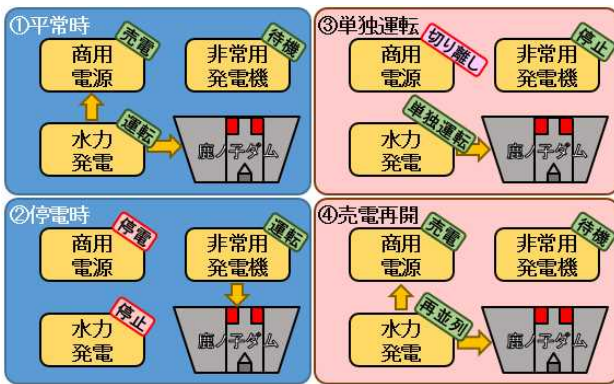 ①平常時
売電
商用
電源
待機
非常用
発電機
運転
水力
発電
鹿ノ子ダム
②停電時
停電
商用
電源
運転
非常用
発電機
停止
水力
発電
鹿ノ子ダム
③単独運転
切り離し
商用
電源
停止
非常用
発電機
単独運転
水力
発電
鹿ノ子ダム
④売電再開
売電
商用
電源
待機
非常用
発電機
再並列
水力
発電
鹿ノ子ダム